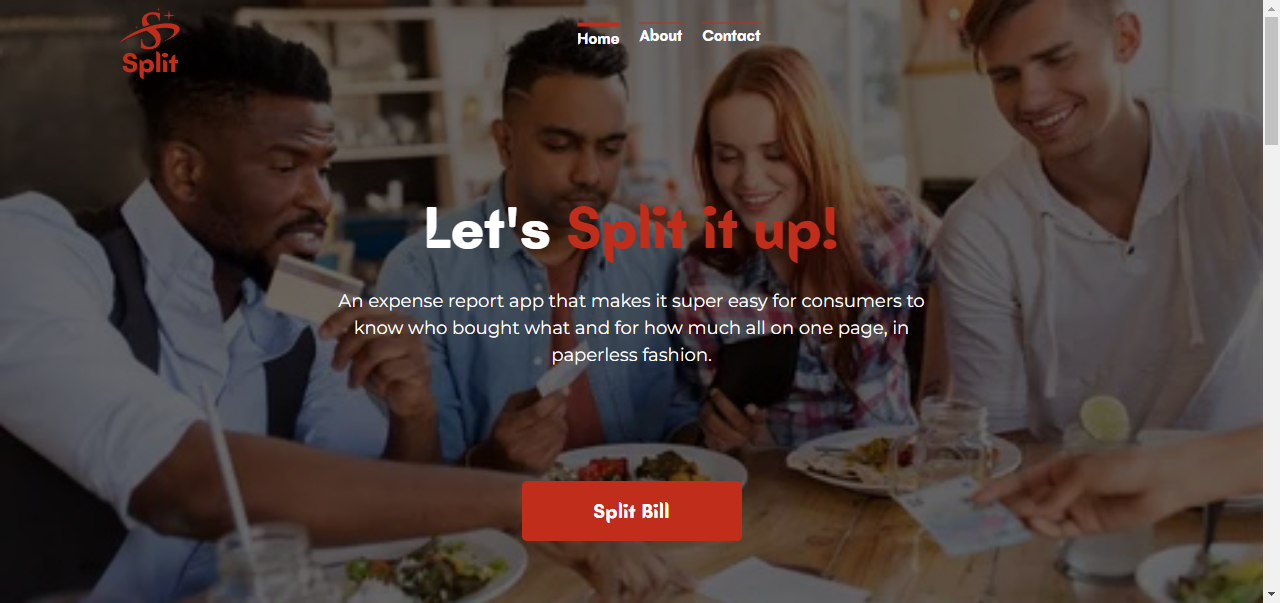 Split
Home About Contact
Let's Split it up!
An expense report app that makes it super easy for consumers to
know who bought what and for how much all on one page, in
paperless fashion.
Split Bill